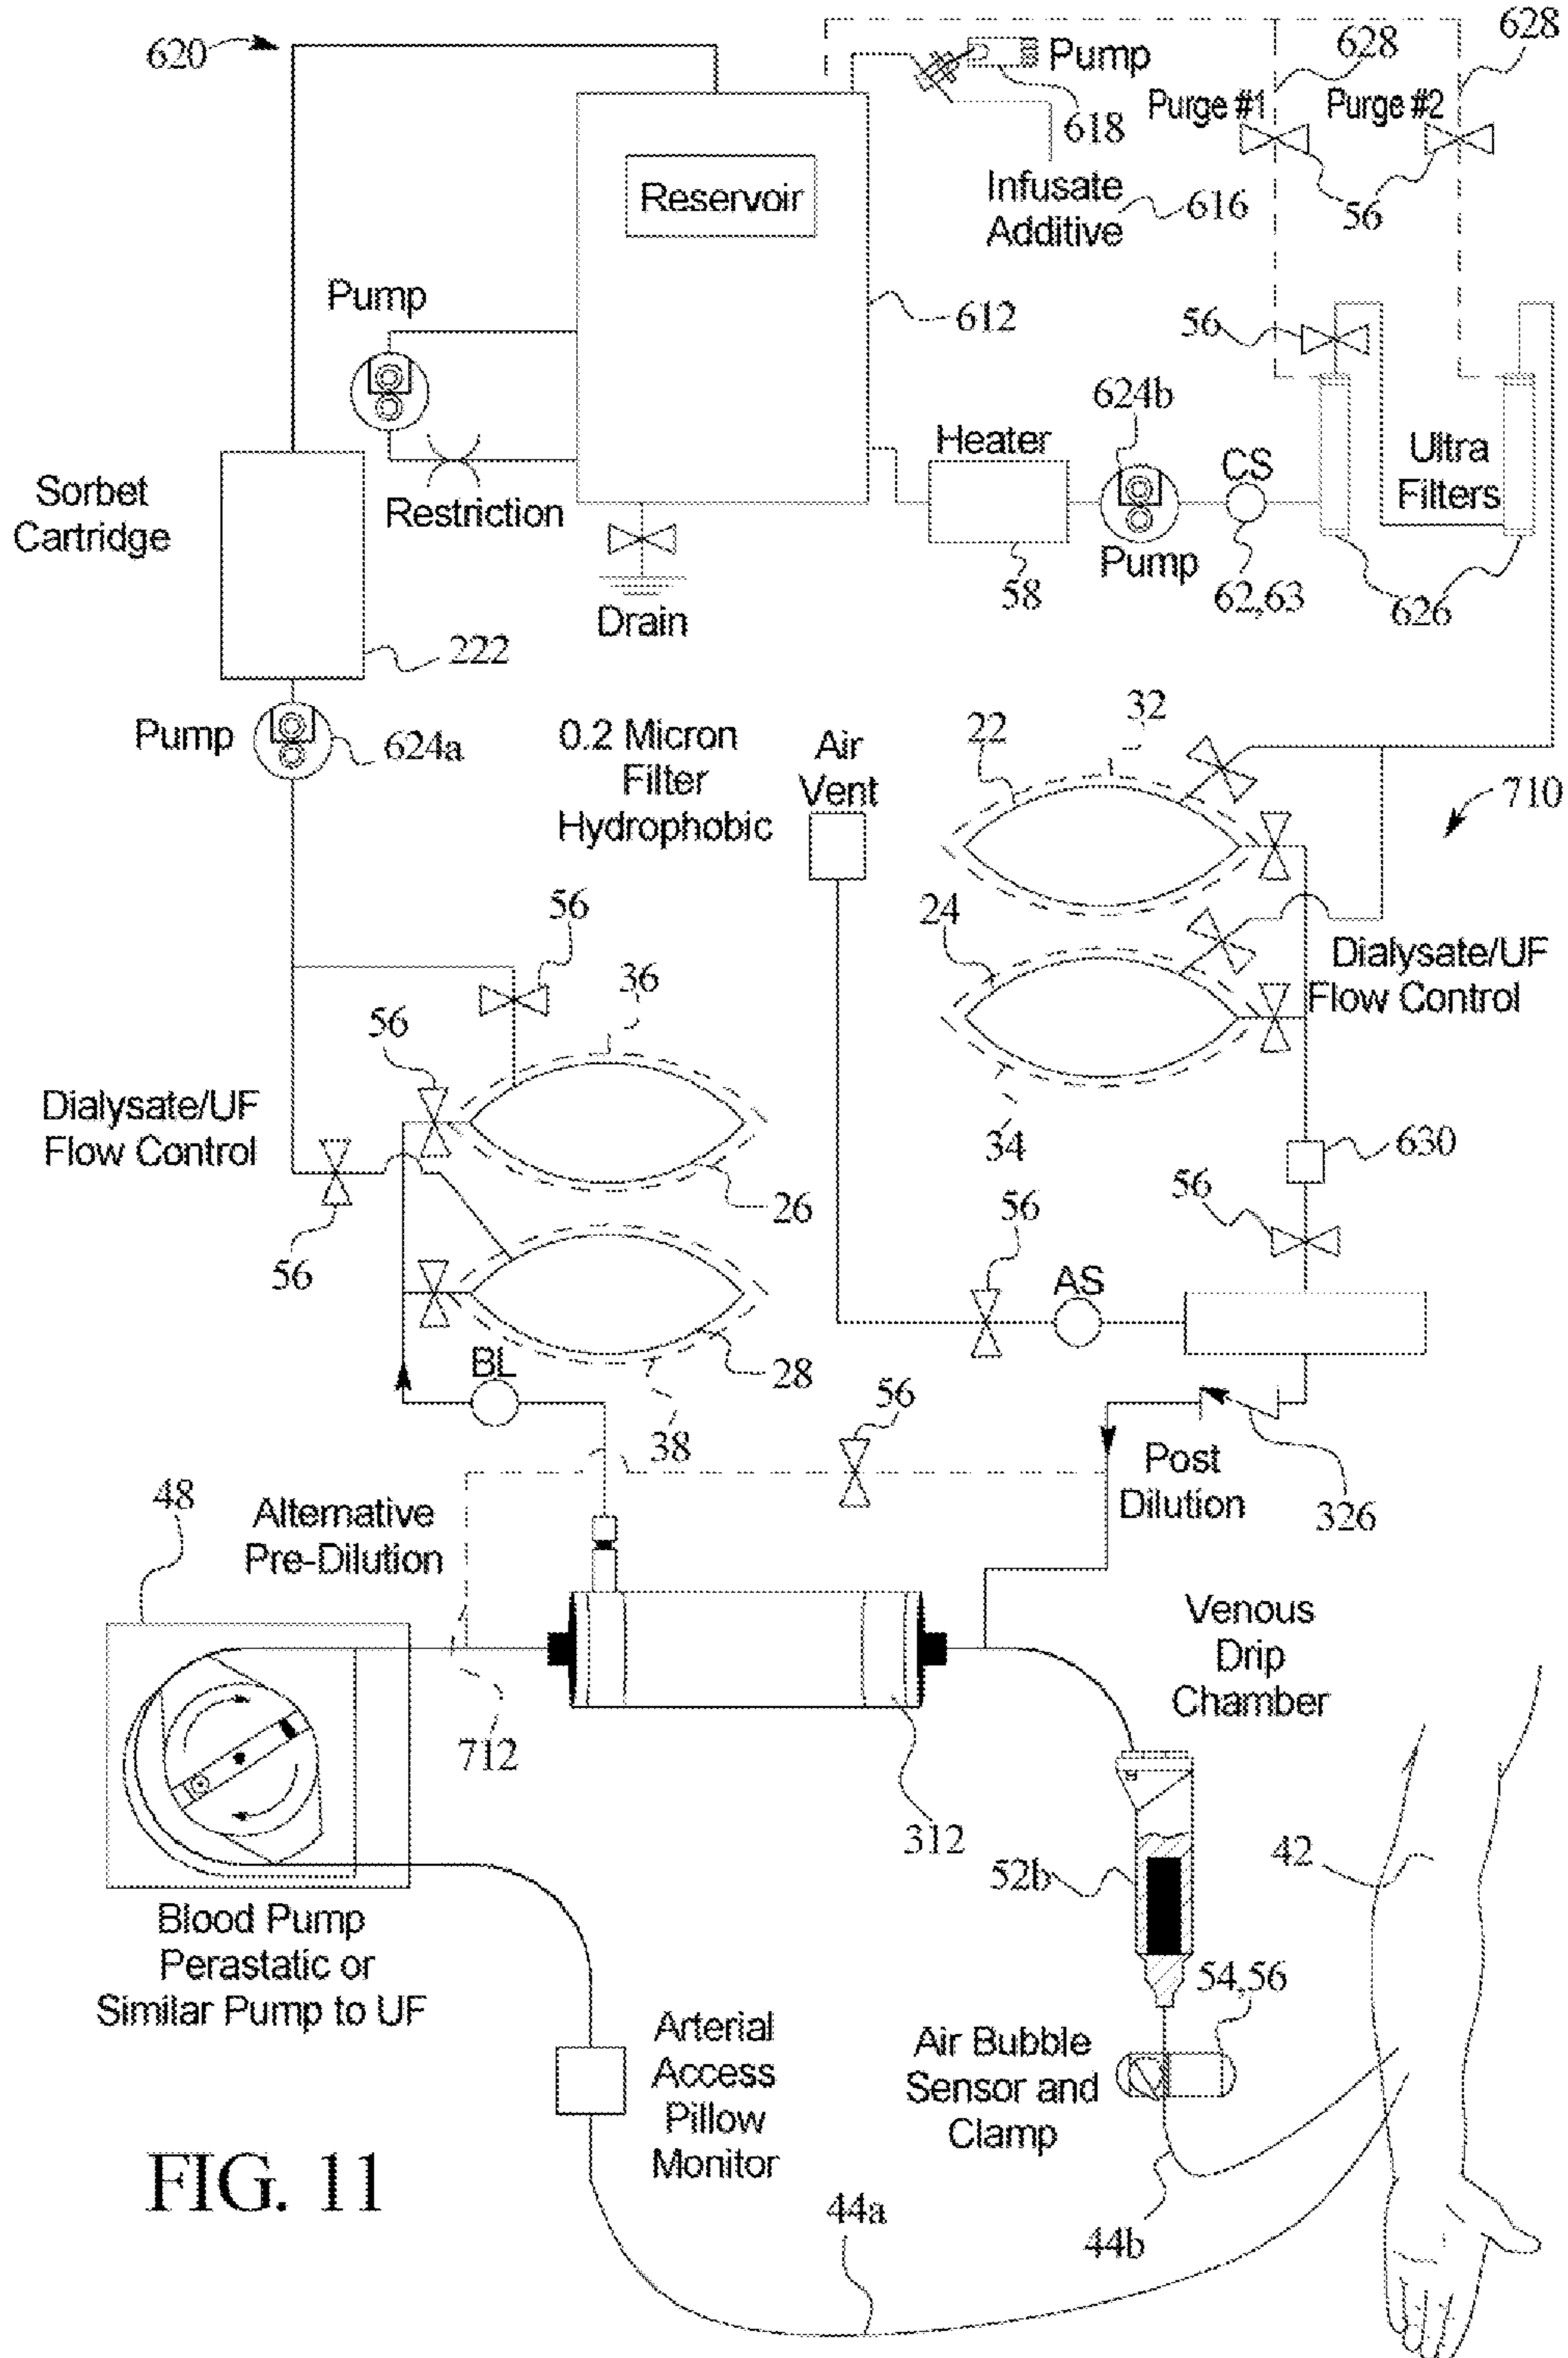 620
Pump
628
628
Purge #1
Purge #2
618
Reservoir
Infusate
Additive
616
56
Pump
612
56
624b
Heater
CS
Ultra
Filters
Sorbet
Cartridge
Restriction
Pump
58
62,63
626
Drain
222
32
22
0.2 Micron
Filter
Hydrophobic
Air
Vent
Pump
624a
710
24
56
36
Dialysate/UF
Flow Control
56
Dialysate/UF
Flow Control
34
630
56
26
56
56
AS
BL
28
56
38
Post
Dilution
326
48
Alternative
Pre-Dilution
Venous
Drip
Chamber
712
312
52b
42
Blood Pump
Perastatic or
Similar Pump to UF
54,56
Arterial
Access
Pillow
Monitor
Air Bubble
Sensor and
Clamp
FIG. 11
44a
44b